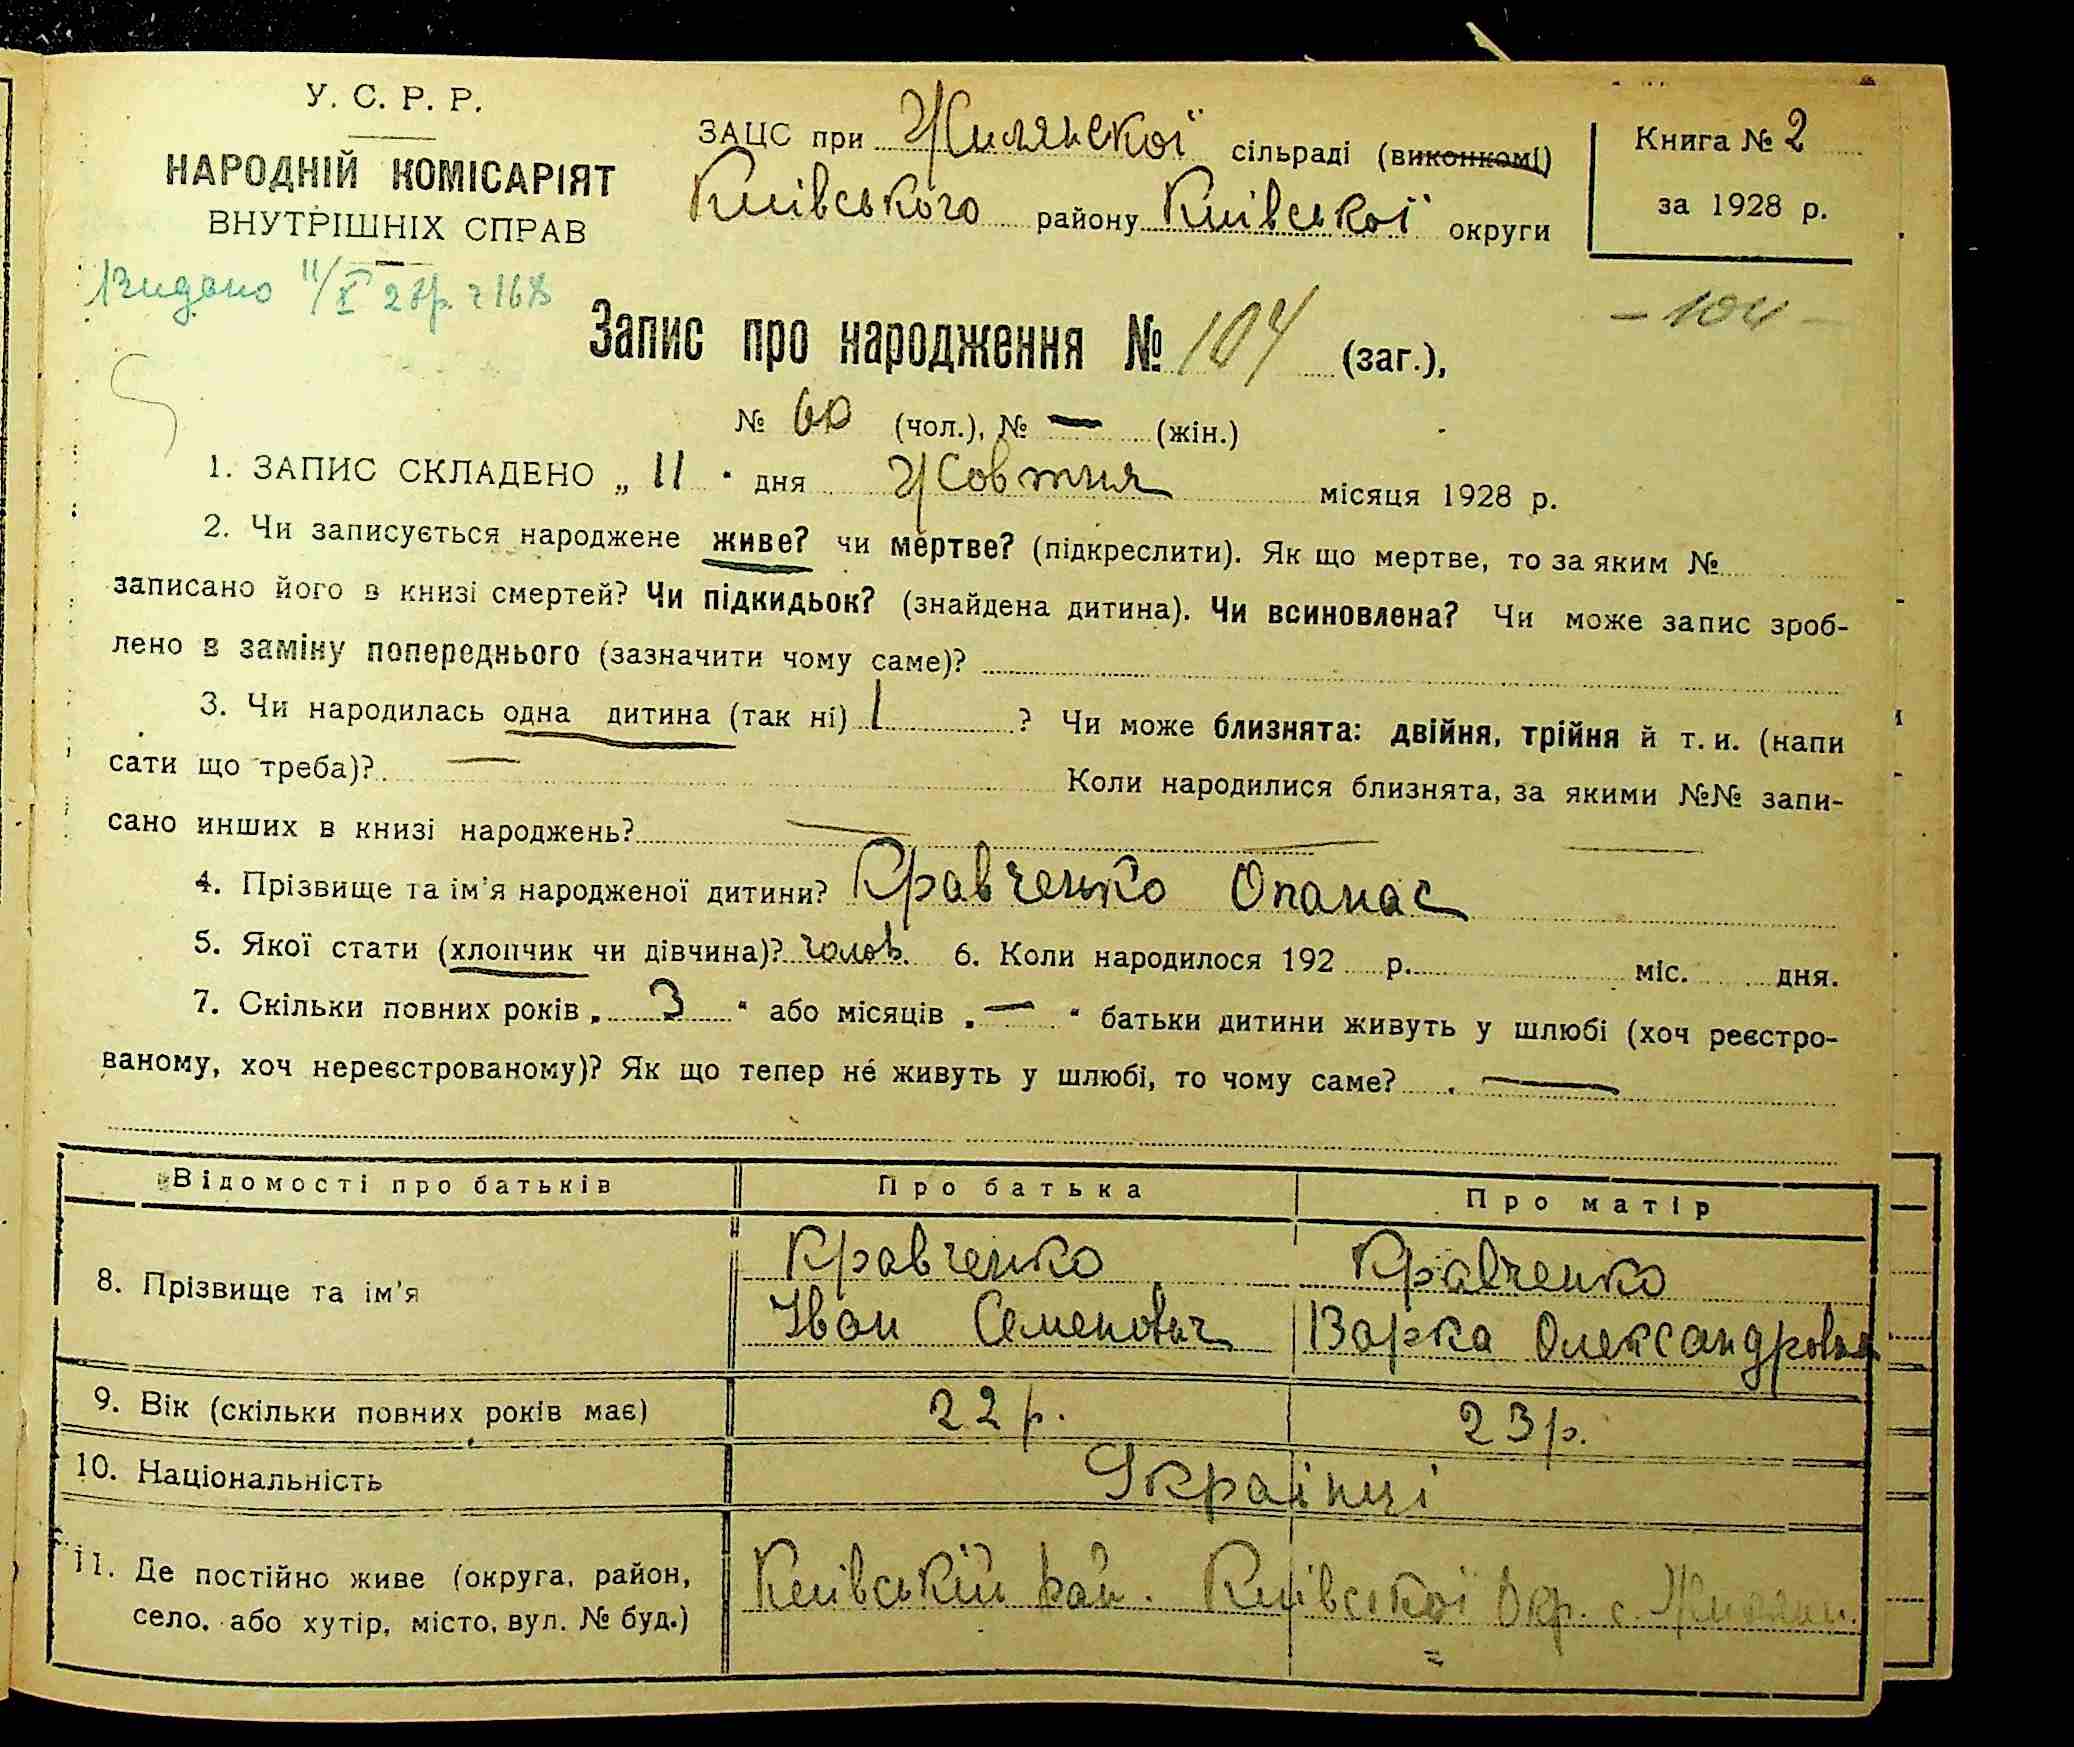 У. С. Р. Р.
НАРОДНІЙ КОМІСАРІЯТ
ВНУТРІШНІХ СПРАВ
ЗАЦС при Жилянскої сільраді (виконкомі)
Київського району Київської округи
Книга № 2
за 1928 р.
Видано 11/X 28р. ч 168
— 104 —
Запис про народження № 104 (заг.),
№ 60 (чол.), № — (жін.)
1. ЗАПИС СКЛАДЕНО „ 11 " дня Жовтня місяця 1928 р.
2. Чи записується народжене живе? чи мертве? (підкреслити). Як що мертве, то за яким №
записано його в книзі смертей? Чи підкидьок? (знайдена дитина). Чи всиновлена? Чи може запис зроб-
лено в заміну попереднього (зазначити чому саме)?
3. Чи народилась одна дитина (так ні) 1 ? Чи може близнята: двійня, трійня й т. и. (напи
сати що треба)? — Коли народилися близнята, за якими №№ запи-
сано инших в книзі народжень? —
4. Прізвище та ім'я народженої дитини? Кравченко Опанас
5. Якої стати (хлопчик чи дівчина)? чолов. 6. Коли народилося 192 р. міс. дня.
7. Скільки повних років „ 3 " або місяців „ — " батьки дитини живуть у шлюбі (хоч реєстро-
ваному, хоч нереєстрованому)? Як що тепер не́ живуть у шлюбі, то чому саме? —
Відомості про батьків Про батька Про матір
8. Прізвище та ім'я
Кравченко Кравченко
Іван Семенович Варка Олександровна
9. Вік (скільки повних років має) 22 р. 23 р.
10. Національність Українці
11. Де постійно живе (округа, район,
село, або хутір, місто, вул. № буд.)
Київській рай. Київської Окр. с. Жиляни.